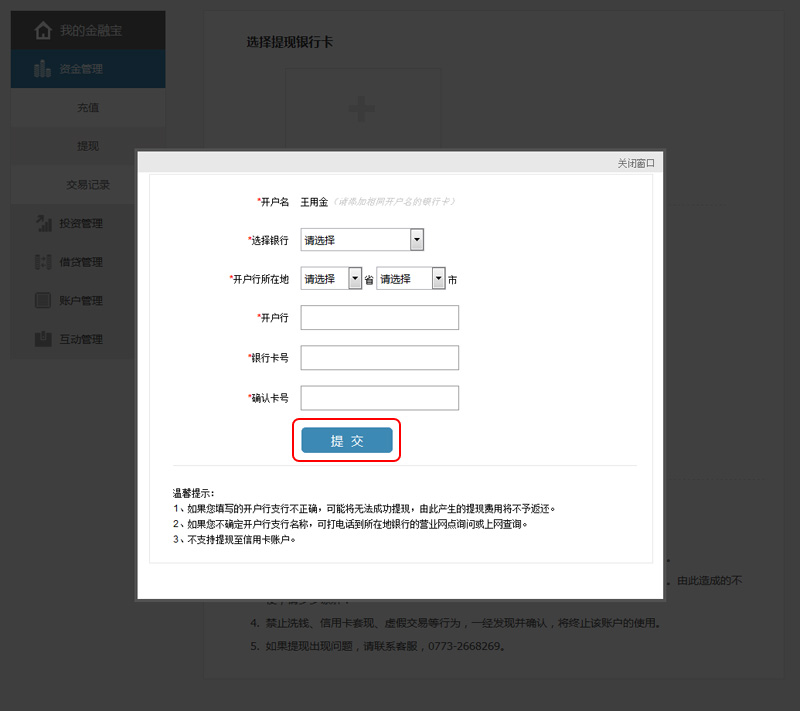 我的金融宝
资金管理
充值
提现
交易记录
投资管理
借贷管理
账户管理
互动管理
选择提现银行卡
关闭窗口
*开户名 王用金（请添加相同开户名的银行卡）
*选择银行 请选择
*开户行所在地 请选择 省 请选择 市
*开户行
*银行卡号
*确认卡号
提 交
温馨提示：
1、如果您填写的开户行支行不正确，可能将无法成功提现，由此产生的提现费用将不予返还。
2、如果您不确定开户行支行名称，可打电话到所在地银行的营业网点询问或上网查询。
3、不支持提现至信用卡账户。
。由此造成的不
4. 禁止洗钱、信用卡套现、虚假交易等行为，一经发现并确认，将终止该账户的使用。
5. 如果提现出现问题，请联系客服，0773-2668269。